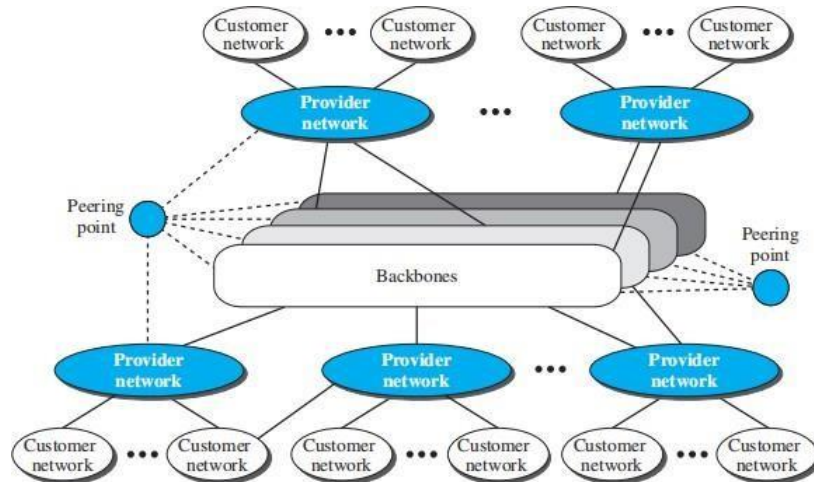 Customer network ••• Customer network Customer network ••• Customer network
Provider network ••• Provider network
Peering point
Peering point
Backbones
Provider network Provider network ••• Provider network
Customer network ••• Customer network Customer network ••• Customer network Customer network ••• Customer network